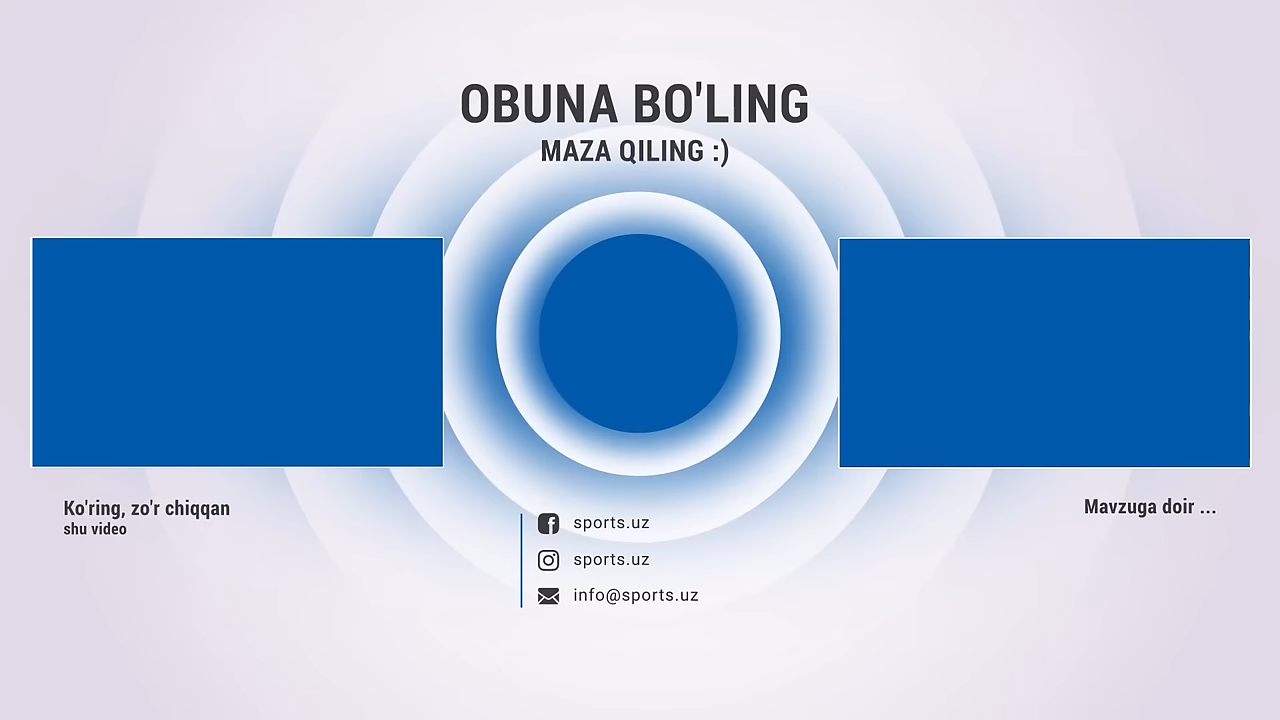 OBUNA BO'LING
MAZA QILING :)
Ko'ring, zo'r chiqqan
shu video
Mavzuga doir ...
sports.uz
sports.uz
info@sports.uz